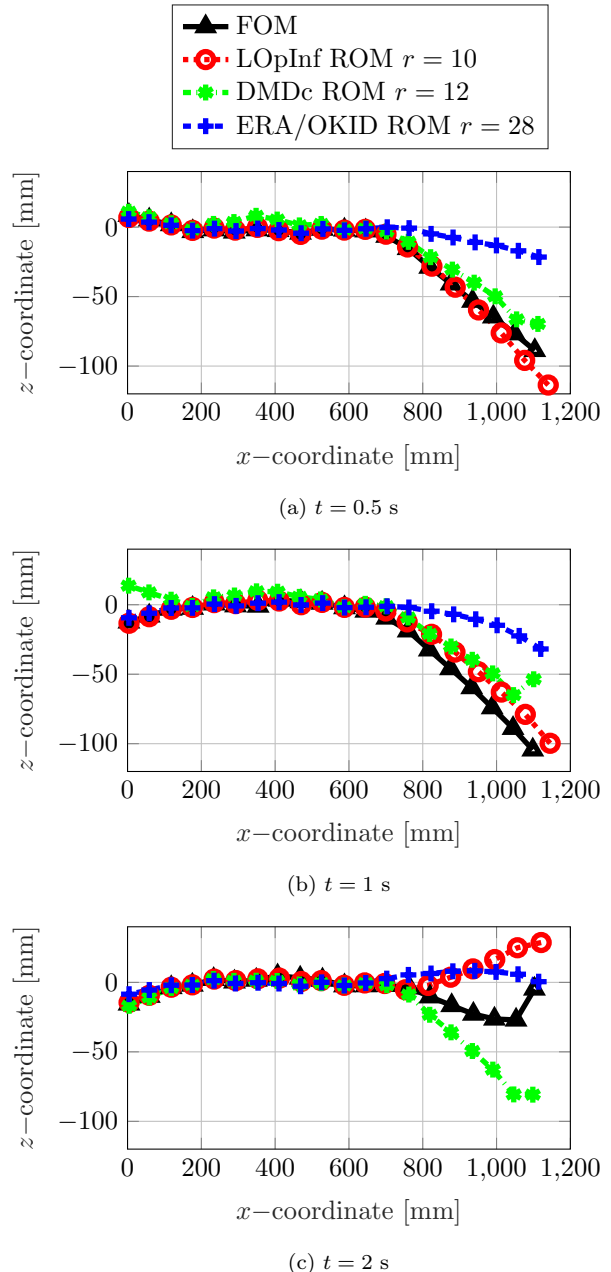 FOM
LOpInf ROM r = 10
DMDc ROM r = 12
ERA/OKID ROM r = 28
0
−50
−100
0 200 400 600 800 1,000 1,200
z−coordinate [mm]
x−coordinate [mm]
(a) t = 0.5 s
0
−50
−100
0 200 400 600 800 1,000 1,200
z−coordinate [mm]
x−coordinate [mm]
(b) t = 1 s
0
−50
−100
0 200 400 600 800 1,000 1,200
z−coordinate [mm]
x−coordinate [mm]
(c) t = 2 s